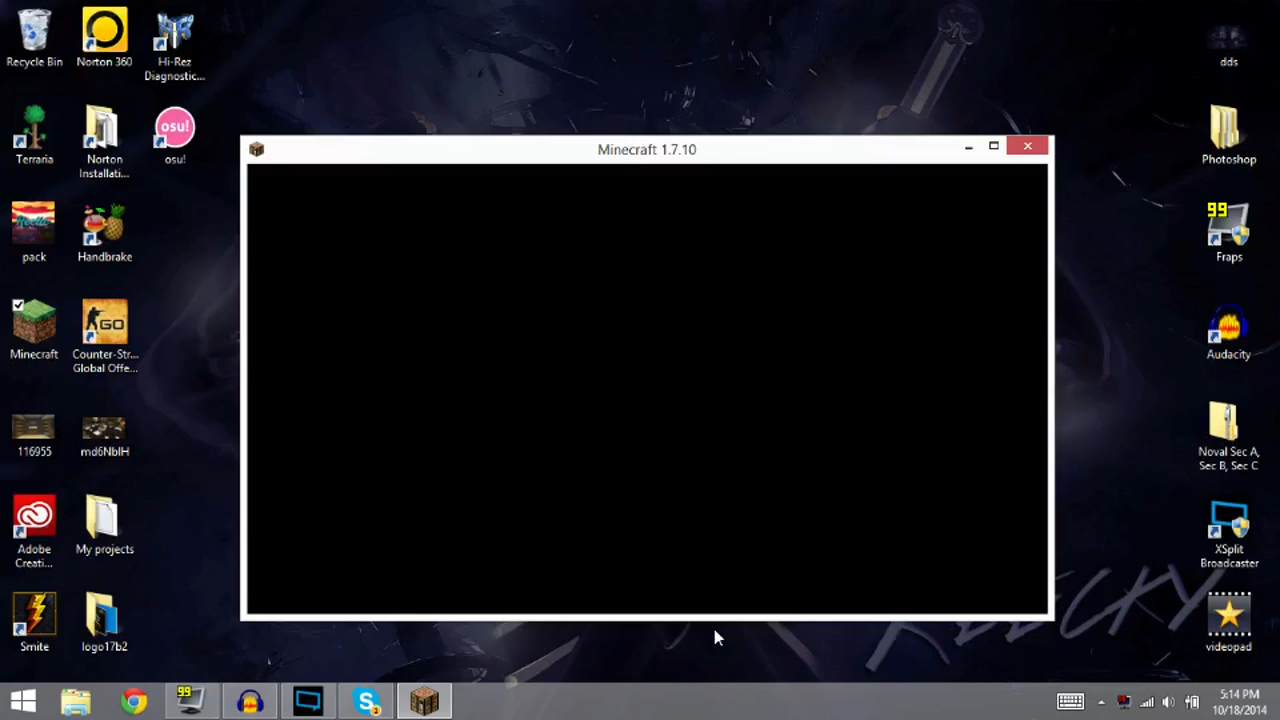 Recycle Bin
Norton 360
Hi-Rez
Diagnostic...
Terraria
Norton
Installati...
osu!
osu!
pack
Handbrake
Minecraft
GO
Counter-Str...
Global Offe...
116955
md6NbIH
Adobe
Creati...
My projects
Smite
logo17b2
Minecraft 1.7.10
dds
Photoshop
99
Fraps
Audacity
Noval Sec A,
Sec B, Sec C
XSplit
Broadcaster
videopad
99
5:14 PM
10/18/2014